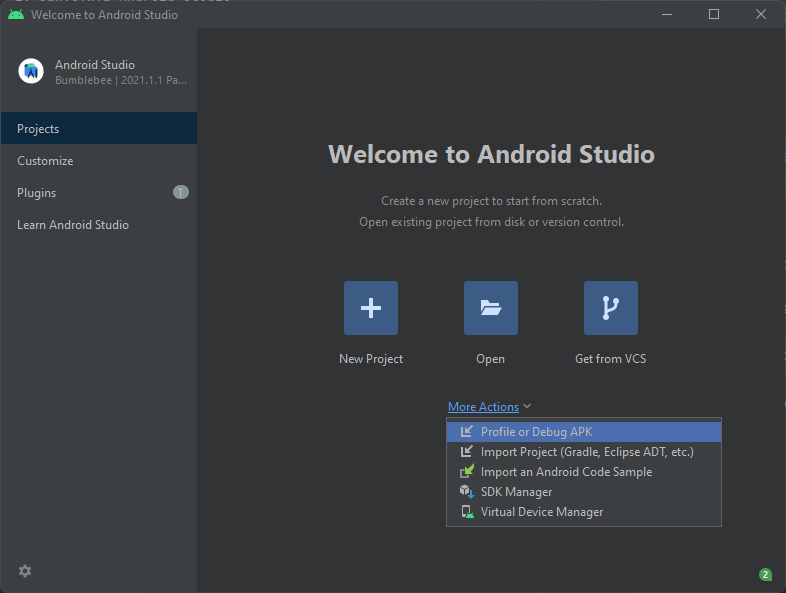 Welcome to Android Studio
Android Studio
Bumblebee | 2021.1.1 Pa...
Projects
Customize
Plugins
1
Learn Android Studio
Welcome to Android Studio
Create a new project to start from scratch.
Open existing project from disk or version control.
New Project
Open
Get from VCS
More Actions
Profile or Debug APK
Import Project (Gradle, Eclipse ADT, etc.)
Import an Android Code Sample
SDK Manager
Virtual Device Manager
2